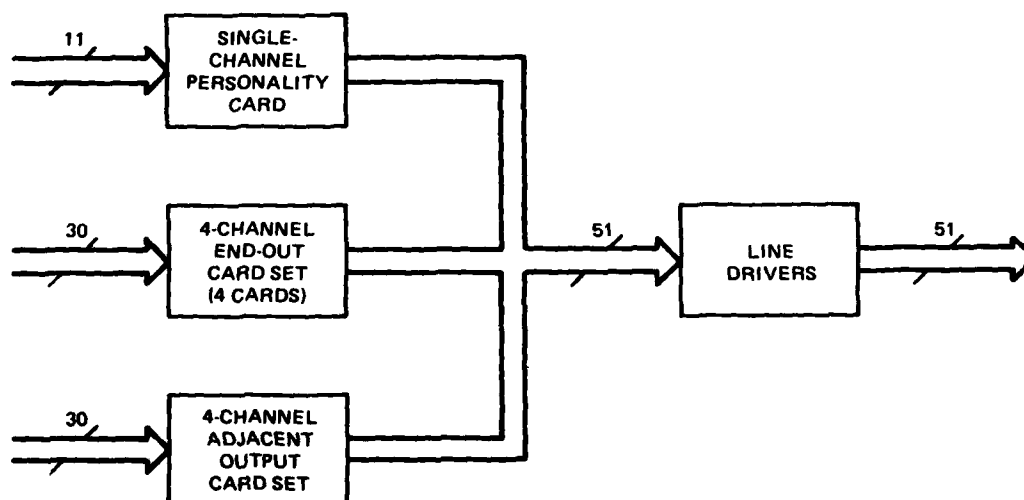 11
SINGLE-
CHANNEL
PERSONALITY
CARD
30
4-CHANNEL
END-OUT
CARD SET
(4 CARDS)
51
LINE
DRIVERS
51
30
4-CHANNEL
ADJACENT
OUTPUT
CARD SET